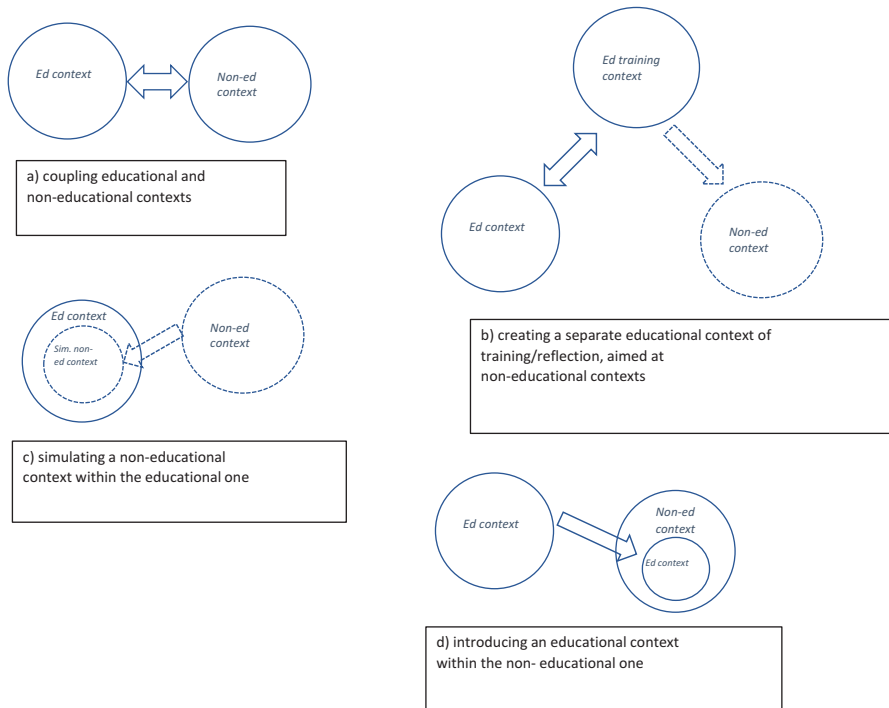 Ed context
Non-ed
context
a) coupling educational and
non-educational contexts
Ed training
context
Ed context
Non-ed
context
b) creating a separate educational context of
training/reflection, aimed at
non-educational contexts
Ed context
Sim. non-
ed context
Non-ed
context
c) simulating a non-educational
context within the educational one
Ed context
Non-ed
context
Ed context
d) introducing an educational context
within the non- educational one